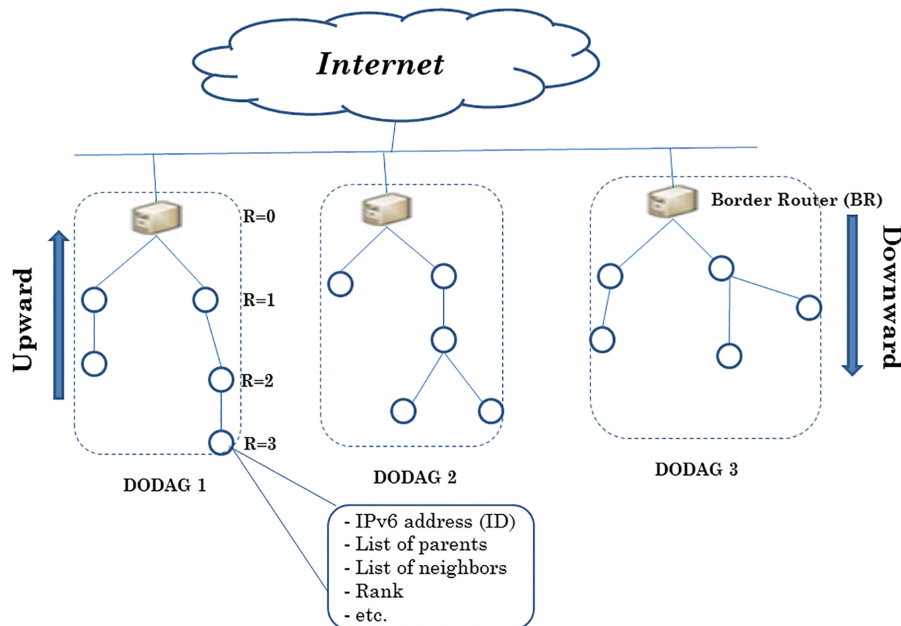 Internet
Border Router (BR)
R=0
Upward
Downward
R=1
R=2
R=3
DODAG 1
DODAG 2
DODAG 3
- IPv6 address (ID)
- List of parents
- List of neighbors
- Rank
- etc.